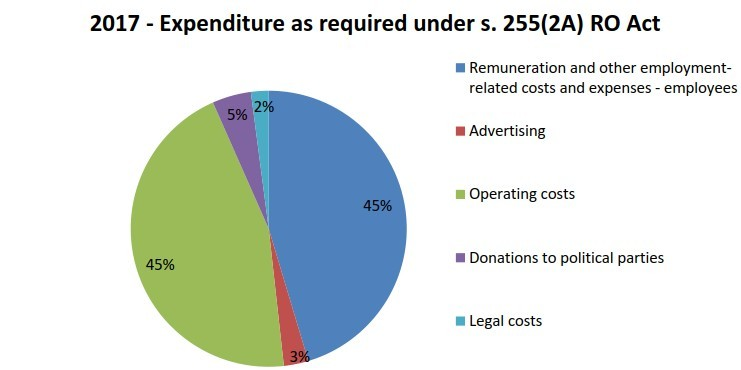 2017 - Expenditure as required under s. 255(2A) RO Act
Remuneration and other employment-
related costs and expenses - employees
Advertising
Operating costs
Donations to political parties
Legal costs
2%
5%
45%
45%
3%